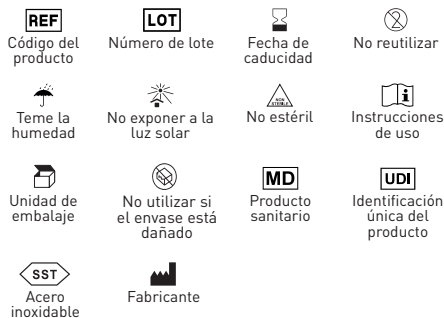 REF
Código del
producto
LOT
Número de lote
Fecha de
caducidad
2
No reutilizar
Teme la
humedad
No exponer a la
luz solar
NON
STERILE
No estéril
i
Instrucciones
de uso
Unidad de
embalaje
No utilizar si
el envase está
dañado
MD
Producto
sanitario
UDI
Identificación
única del
producto
SST
Acero
inoxidable
Fabricante